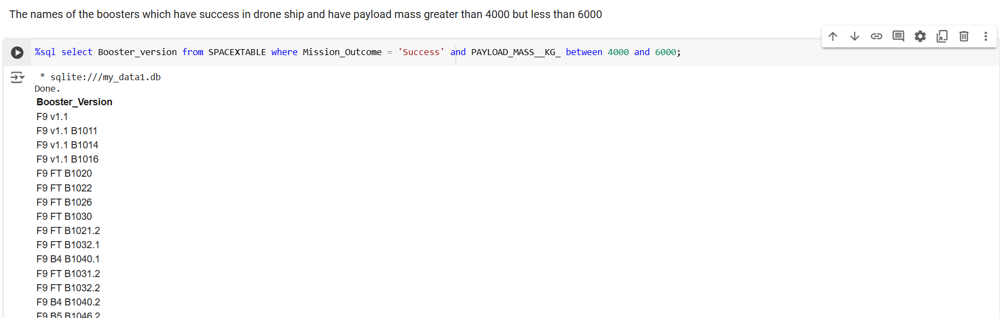 The names of the boosters which have success in drone ship and have payload mass greater than 4000 but less than 6000
%sql select Booster_version from SPACEXTABLE where Mission_Outcome = 'Success' and PAYLOAD_MASS__KG_ between 4000 and 6000;
* sqlite:///my_data1.db
Done.
Booster_Version
F9 v1.1
F9 v1.1 B1011
F9 v1.1 B1014
F9 v1.1 B1016
F9 FT B1020
F9 FT B1022
F9 FT B1026
F9 FT B1030
F9 FT B1021.2
F9 FT B1032.1
F9 B4 B1040.1
F9 FT B1031.2
F9 FT B1032.2
F9 B4 B1040.2
F9 B5 B1046.2